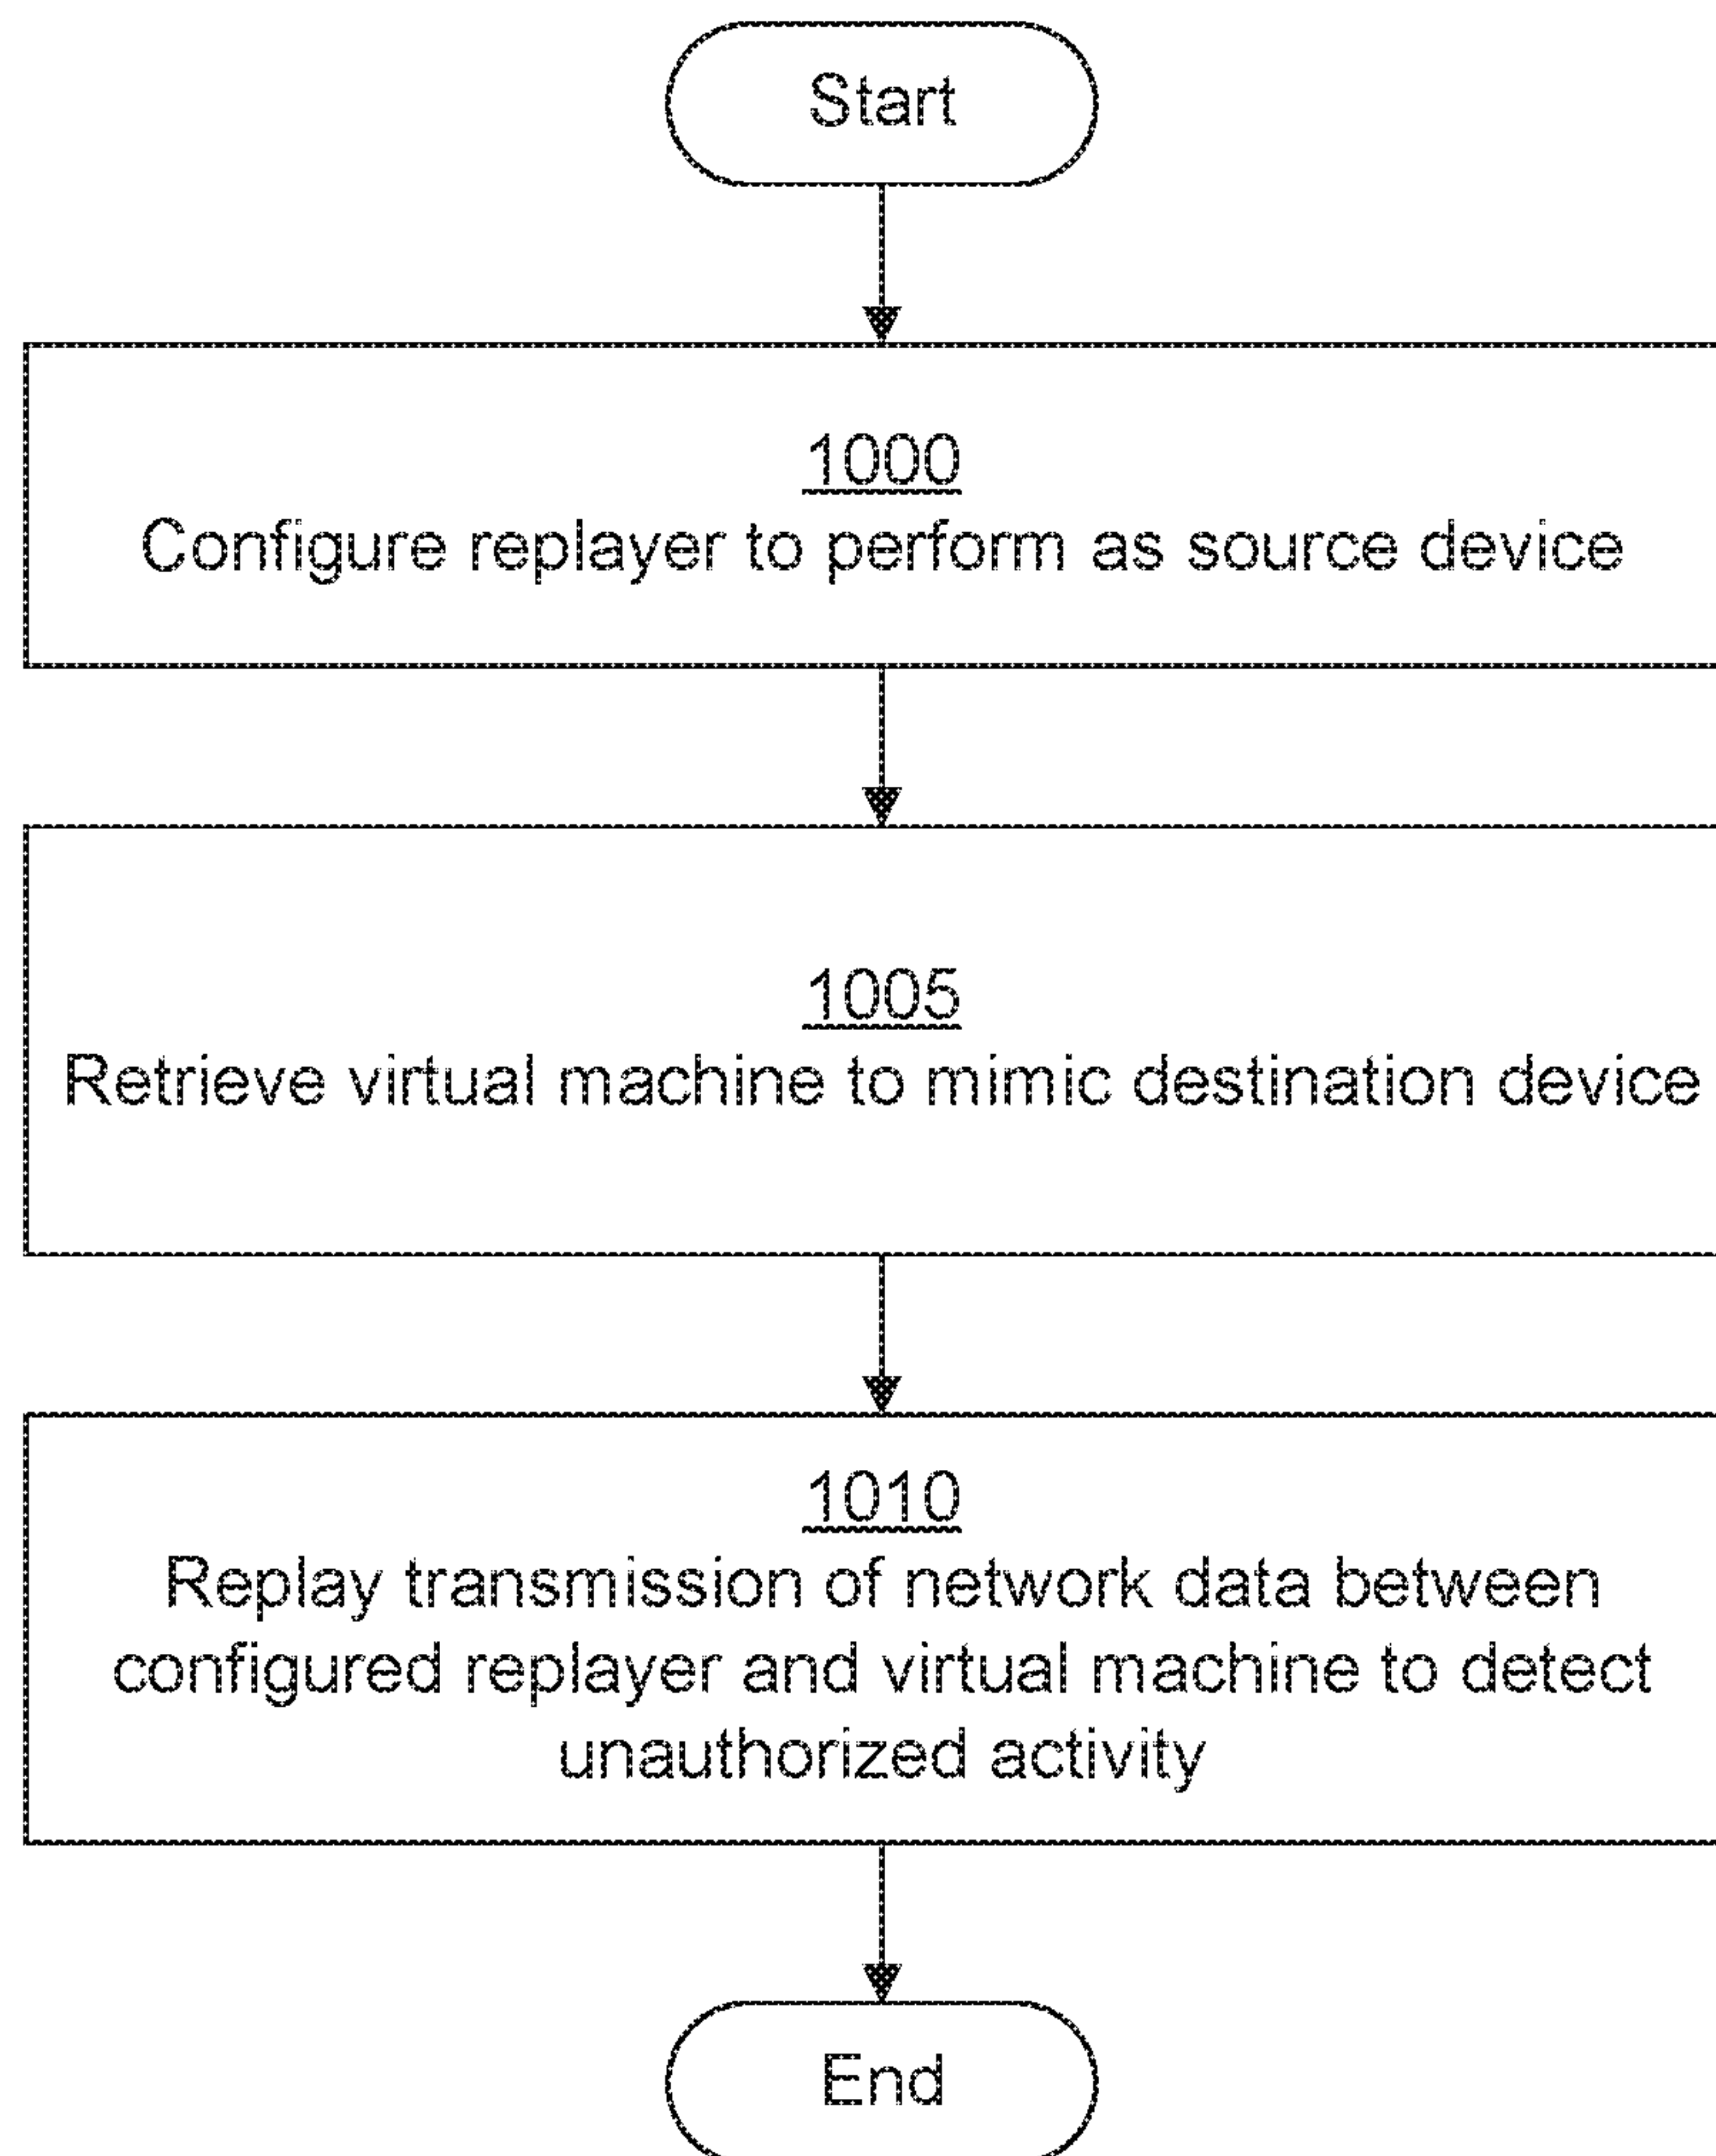 Start
1000
Configure replayer to perform as source device
1005
Retrieve virtual machine to mimic destination device
1010
Replay transmission of network data between
configured replayer and virtual machine to detect
unauthorized activity
End